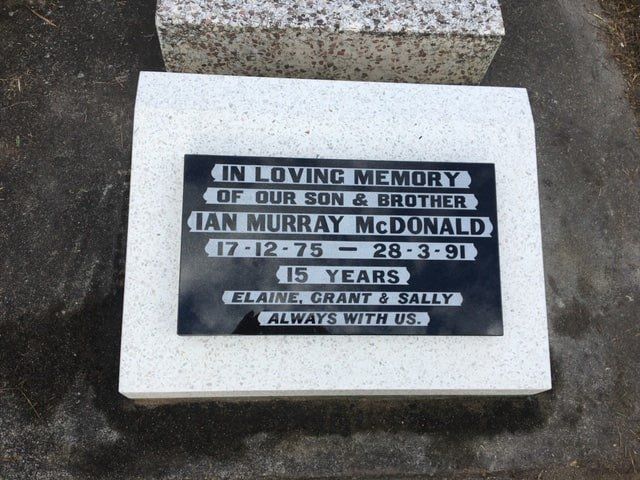 IN LOVING MEMORY
OF OUR SON & BROTHER
IAN MURRAY McDONALD
17-12-75 — 28-3-91
15 YEARS
ELAINE, GRANT & SALLY
ALWAYS WITH US.